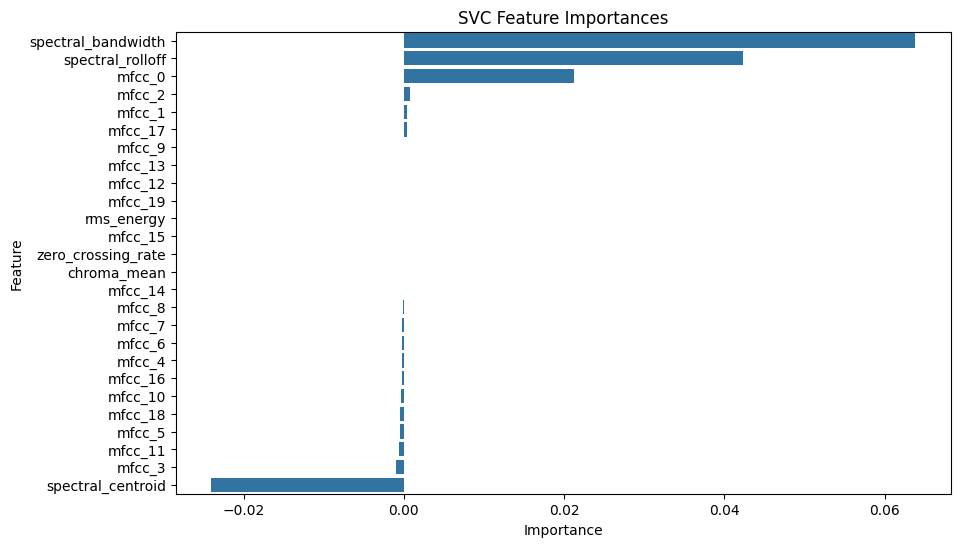 SVC Feature Importances
Feature
spectral_bandwidth
spectral_rolloff
mfcc_0
mfcc_2
mfcc_1
mfcc_17
mfcc_9
mfcc_13
mfcc_12
mfcc_19
rms_energy
mfcc_15
zero_crossing_rate
chroma_mean
mfcc_14
mfcc_8
mfcc_7
mfcc_6
mfcc_4
mfcc_16
mfcc_10
mfcc_18
mfcc_5
mfcc_11
mfcc_3
spectral_centroid
−0.02 0.00 0.02 0.04 0.06
Importance